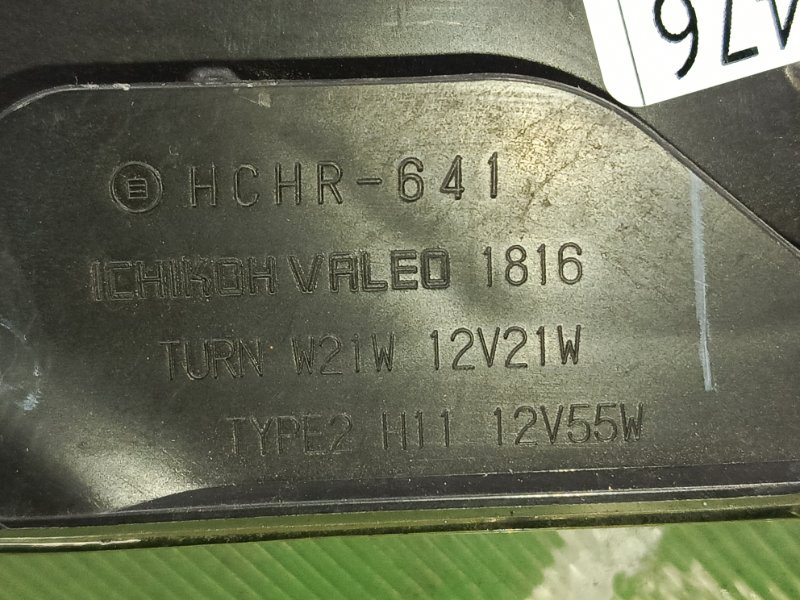 HCHR-641
ICHIKOH VALEO 1816
TURN W21W 12V21W
TYPE2 H11 12V55W